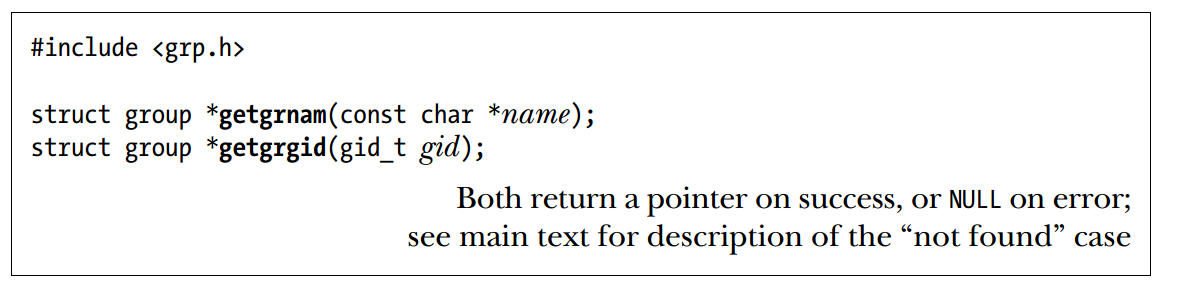 #include <grp.h>
struct group *getgrnam(const char *name);
struct group *getgrgid(gid_t gid);
Both return a pointer on success, or NULL on error;
see main text for description of the “not found” case